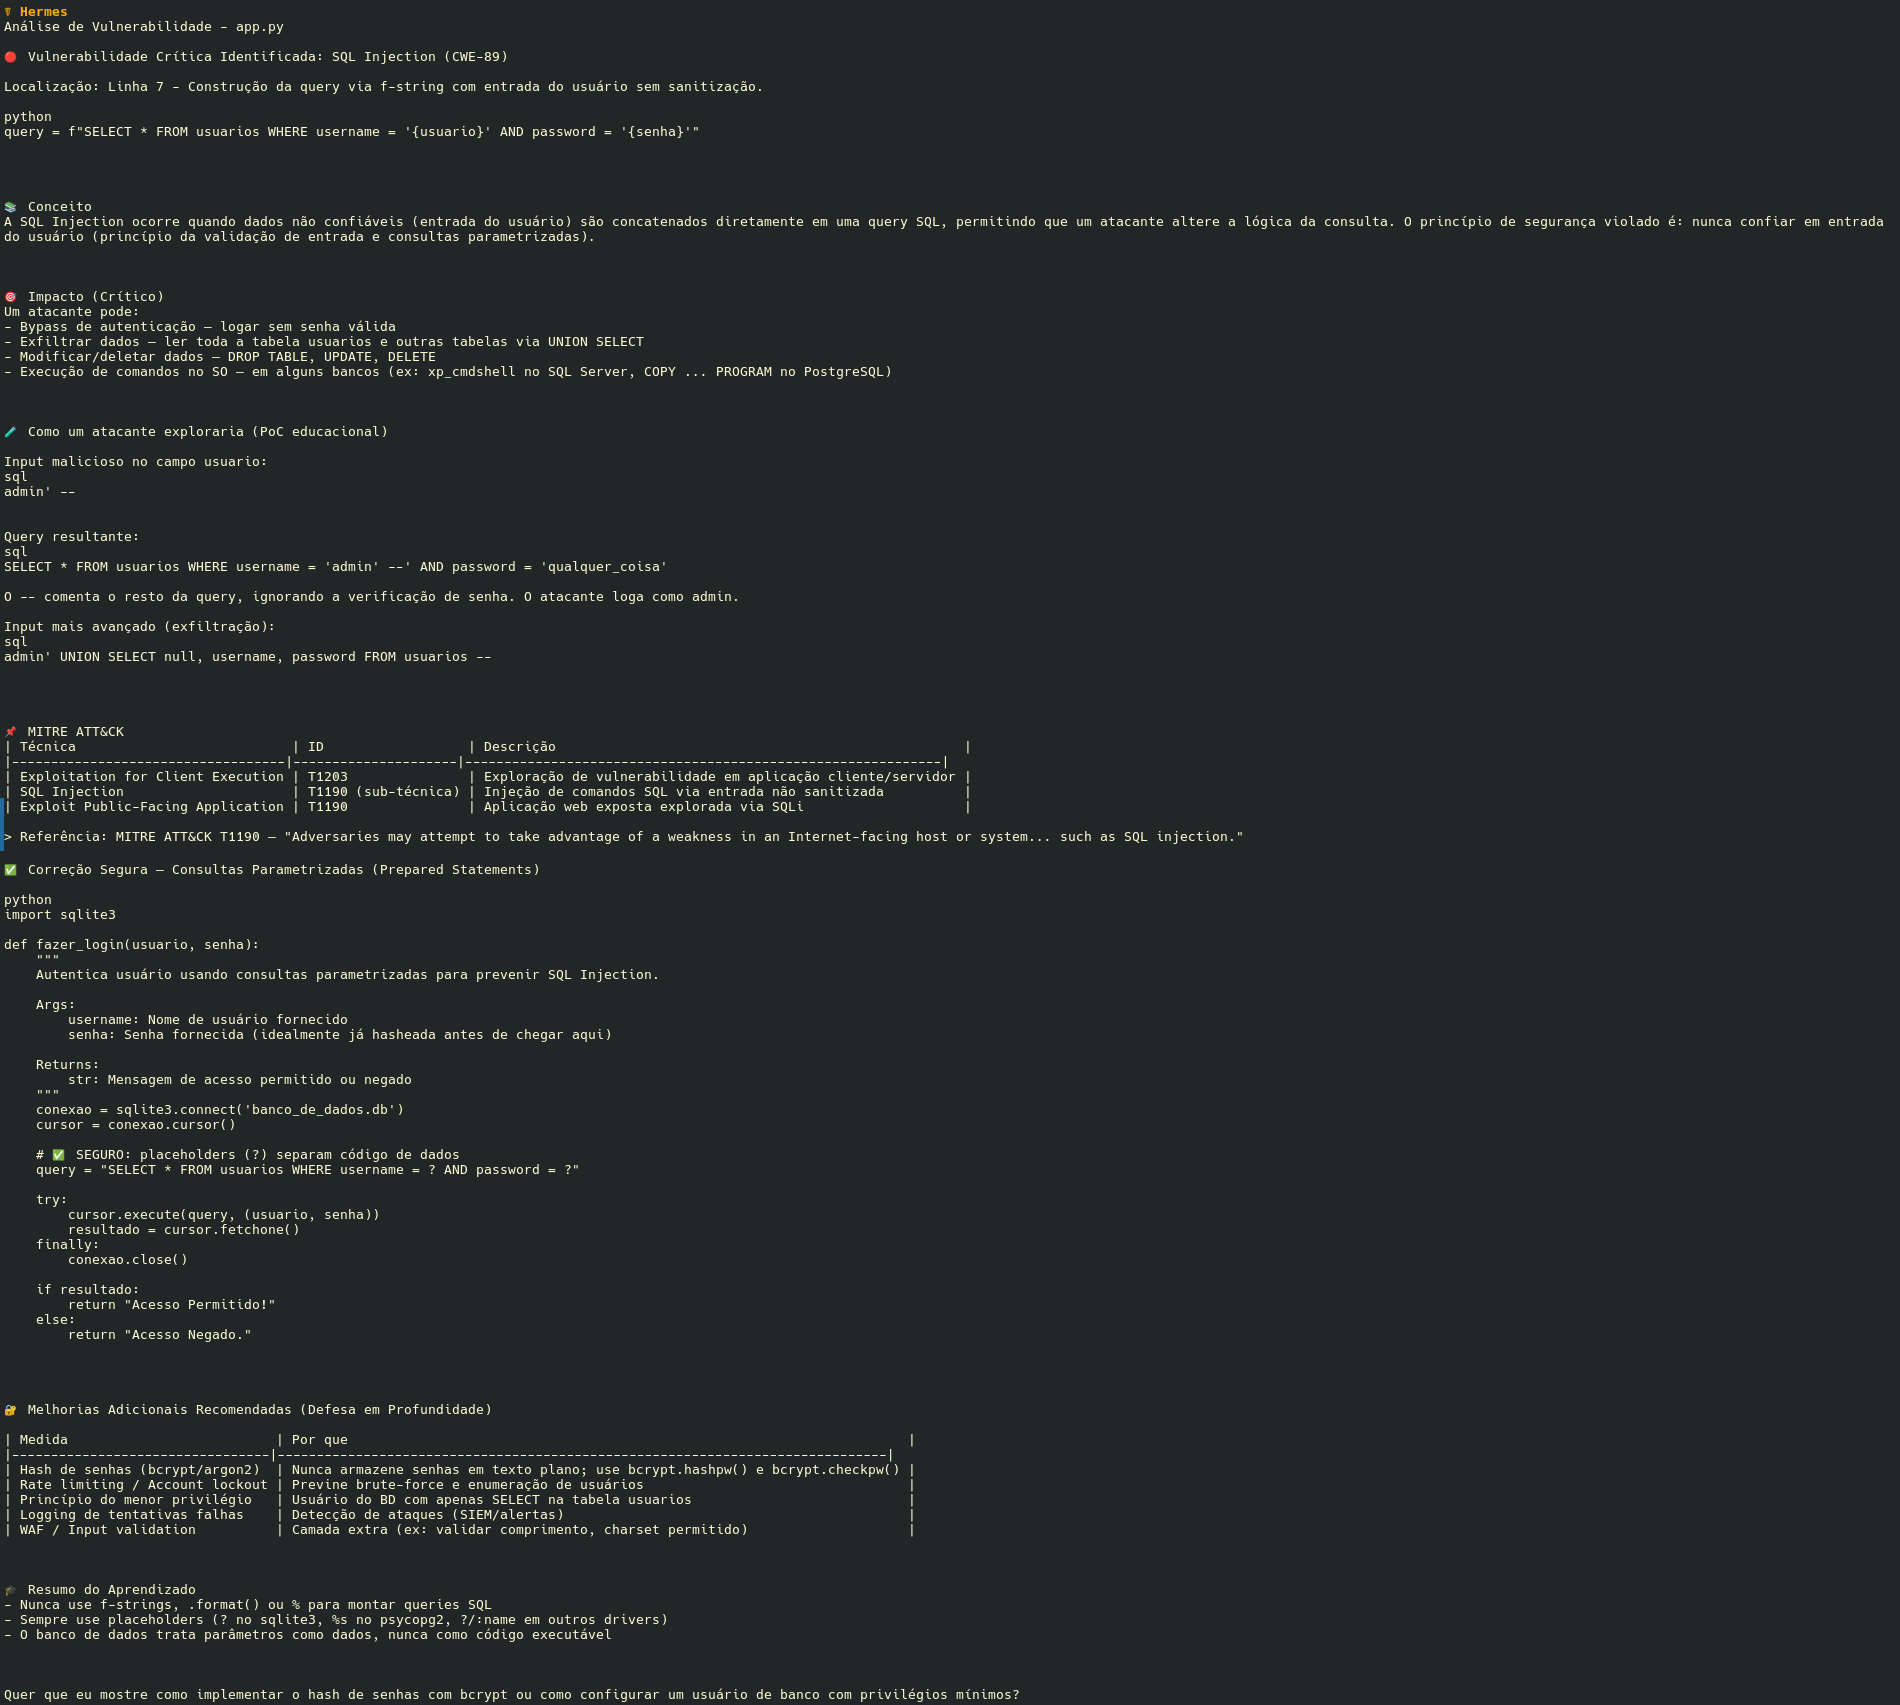 Hermes
Análise de Vulnerabilidade - app.py
🔴 Vulnerabilidade Crítica Identificada: SQL Injection (CWE-89)
Localização: Linha 7 - Construção da query via f-string com entrada do usuário sem sanitização.
python
query = f"SELECT * FROM usuarios WHERE username = '{usuario}' AND password = '{senha}'"
📚 Conceito
A SQL Injection ocorre quando dados não confiáveis (entrada do usuário) são concatenados diretamente em uma query SQL, permitindo que um atacante altere a lógica da consulta. O princípio de segurança violado é: nunca confiar em entrada
do usuário (princípio da validação de entrada e consultas parametrizadas).
🎯 Impacto (Crítico)
Um atacante pode:
- Bypass de autenticação — logar sem senha válida
- Exfiltrar dados — ler toda a tabela usuarios e outras tabelas via UNION SELECT
- Modificar/deletar dados — DROP TABLE, UPDATE, DELETE
- Execução de comandos no SO — em alguns bancos (ex: xp_cmdshell no SQL Server, COPY ... PROGRAM no PostgreSQL)
🧪 Como um atacante exploraria (PoC educacional)
Input malicioso no campo usuario:
sql
admin' --
Query resultante:
sql
SELECT * FROM usuarios WHERE username = 'admin' --' AND password = 'qualquer_coisa'
O -- comenta o resto da query, ignorando a verificação de senha. O atacante loga como admin.
Input mais avançado (exfiltração):
sql
admin' UNION SELECT null, username, password FROM usuarios --
📌 MITRE ATT&CK
| Técnica                           | ID                  | Descrição                                                   |
|----------------------------------|---------------------|-------------------------------------------------------------|
| Exploitation for Client Execution | T1203               | Exploração de vulnerabilidade em aplicação cliente/servidor |
| SQL Injection                     | T1190 (sub-técnica) | Injeção de comandos SQL via entrada não sanitizada          |
| Exploit Public-Facing Application | T1190               | Aplicação web exposta explorada via SQLi                    |
> Referência: MITRE ATT&CK T1190 — "Adversaries may attempt to take advantage of a weakness in an Internet-facing host or system... such as SQL injection."
✅ Correção Segura — Consultas Parametrizadas (Prepared Statements)
python
import sqlite3
def fazer_login(usuario, senha):
    """
    Autentica usuário usando consultas parametrizadas para prevenir SQL Injection.
    Args:
        username: Nome de usuário fornecido
        senha: Senha fornecida (idealmente já hasheada antes de chegar aqui)
    Returns:
        str: Mensagem de acesso permitido ou negado
    """
    conexao = sqlite3.connect('banco_de_dados.db')
    cursor = conexao.cursor()
    # ✅ SEGURO: placeholders (?) separam código de dados
    query = "SELECT * FROM usuarios WHERE username = ? AND password = ?"
    try:
        cursor.execute(query, (usuario, senha))
        resultado = cursor.fetchone()
    finally:
        conexao.close()
    if resultado:
        return "Acesso Permitido!"
    else:
        return "Acesso Negado."
🔐 Melhorias Adicionais Recomendadas (Defesa em Profundidade)
| Medida                          | Por que                                                                      |
|---------------------------------|------------------------------------------------------------------------------|
| Hash de senhas (bcrypt/argon2)  | Nunca armazene senhas em texto plano; use bcrypt.hashpw() e bcrypt.checkpw() |
| Rate limiting / Account lockout | Previne brute-force e enumeração de usuários                                 |
| Princípio do menor privilégio   | Usuário do BD com apenas SELECT na tabela usuarios                           |
| Logging de tentativas falhas    | Detecção de ataques (SIEM/alertas)                                           |
| WAF / Input validation          | Camada extra (ex: validar comprimento, charset permitido)                    |
🎓 Resumo do Aprendizado
- Nunca use f-strings, .format() ou % para montar queries SQL
- Sempre use placeholders (? no sqlite3, %s no psycopg2, ?/:name em outros drivers)
- O banco de dados trata parâmetros como dados, nunca como código executável
Quer que eu mostre como implementar o hash de senhas com bcrypt ou como configurar um usuário de banco com privilégios mínimos?